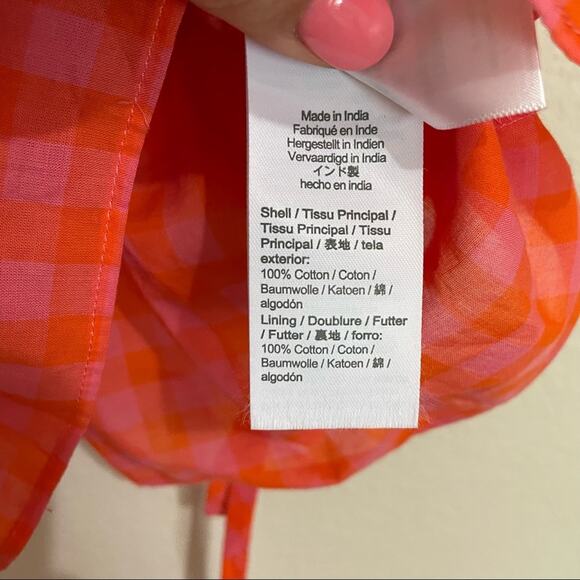 Made in India
Fabriqué en Inde
Hergestellt in Indien
Vervaardigd in India
インド製
hecho en india
Shell / Tissu Principal /
Tissu Principal / Tissu
Principal / 表地 / tela
exterior:
100% Cotton / Coton /
Baumwolle / Katoen / 綿 /
algodón
Lining / Doublure / Futter
/ Futter / 裏地 / forro:
100% Cotton / Coton /
Baumwolle / Katoen / 綿 /
algodón